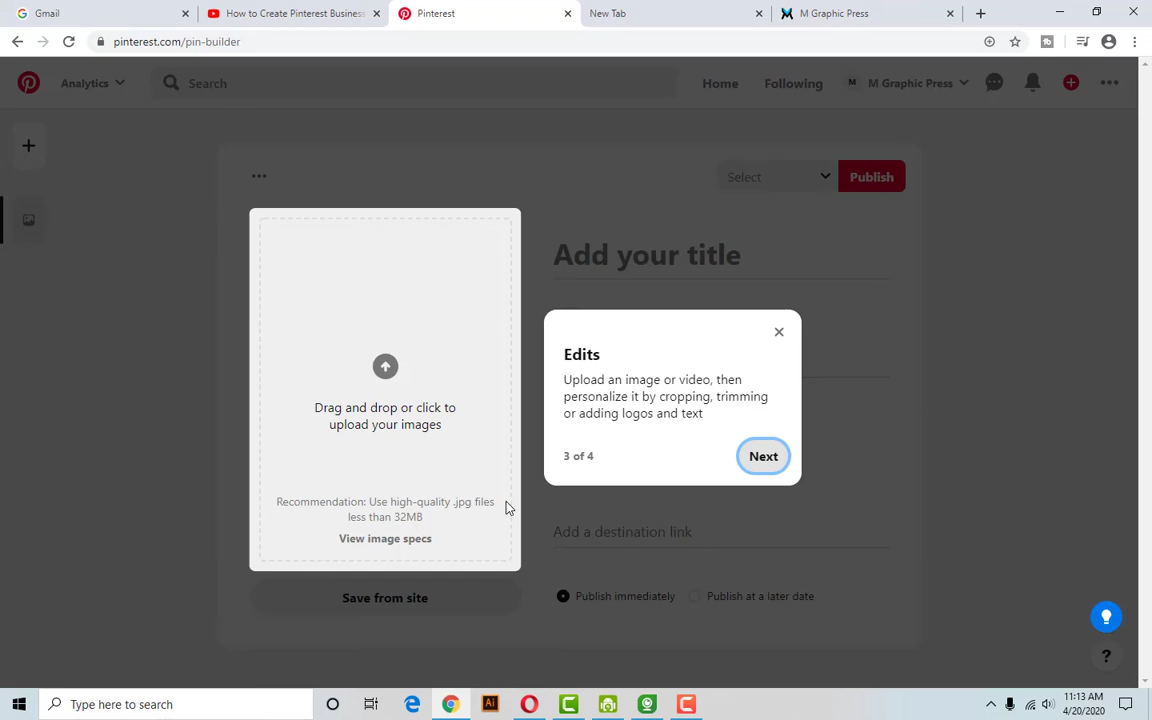 Gmail
How to Create Pinterest Business
Pinterest
New Tab
M Graphic Press
pinterest.com/pin-builder
Analytics
Search
Home
Following
M
M Graphic Press
Select
Publish
Add your title
Edits
Upload an image or video, then
personalize it by cropping, trimming
or adding logos and text
3 of 4
Next
Drag and drop or click to
upload your images
Recommendation: Use high-quality .jpg files
less than 32MB
View image specs
Add a destination link
Save from site
Publish immediately
Publish at a later date
?
Type here to search
Ai
11:13 AM
4/20/2020